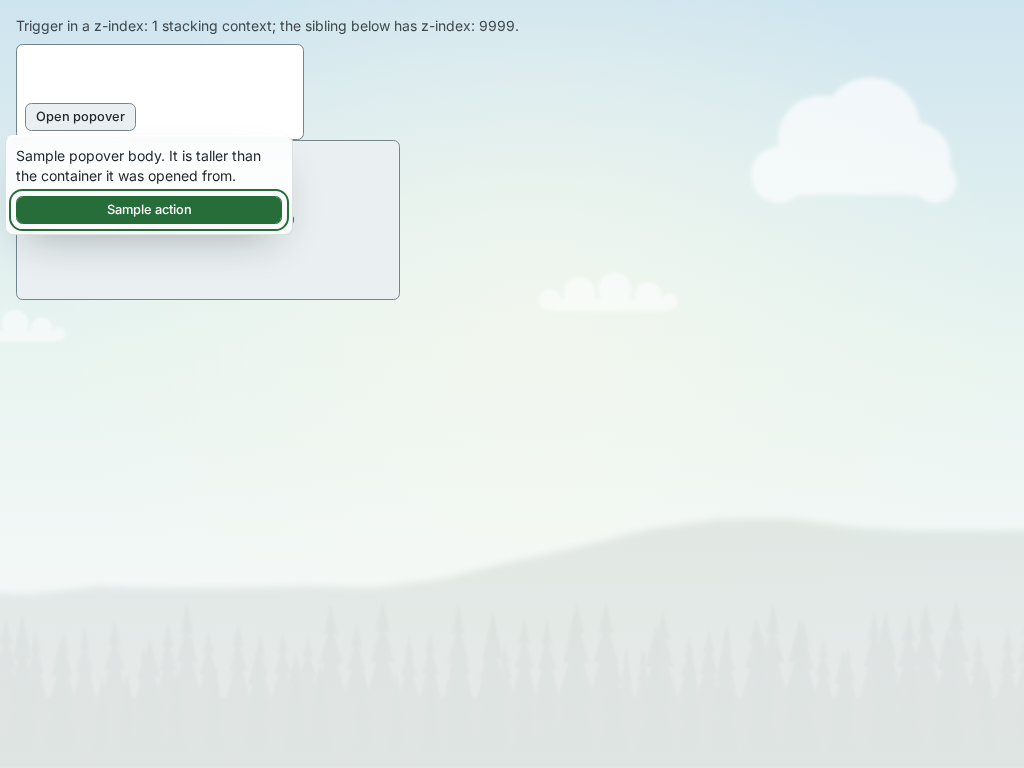 Trigger in a z-index: 1 stacking context; the sibling below has z-index: 9999.
Open popover
Sample popover body. It is taller than
the container it was opened from.
Sample action